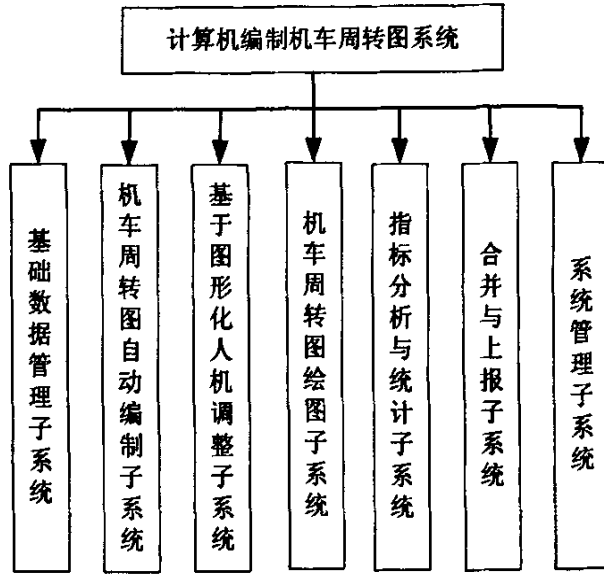 计算机编制机车周转图系统
基础数据管理子系统
机车周转图自动编制子系统
基于图形化人机调整子系统
机车周转图绘图子系统
指标分析与统计子系统
合并与上报子系统
系统管理子系统